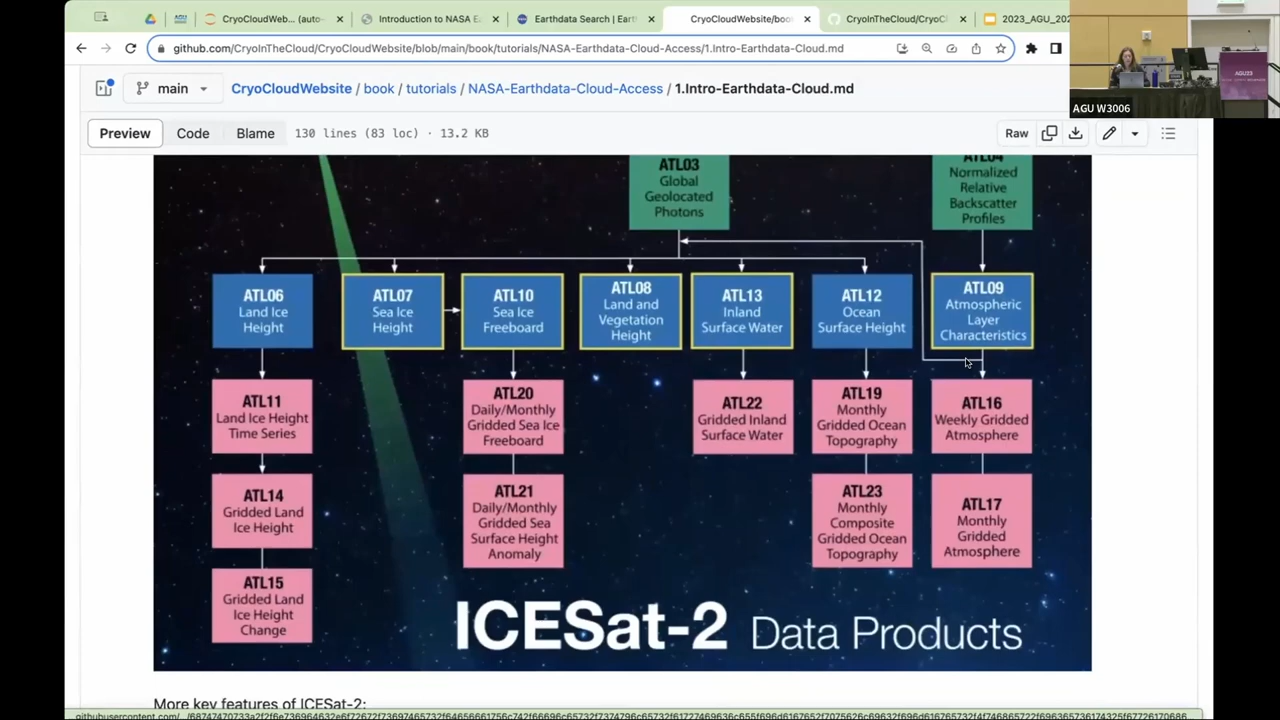 CryoCloudWeb... (auto-
Introduction to NASA E
Earthdata Search | Eart
CryoCloudWebsite/boo
CryoInTheCloud/CryoCl
2023_AGU_202
github.com/CryoInTheCloud/CryoCloudWebsite/blob/main/book/tutorials/NASA-Earthdata-Cloud-Access/1.Intro-Earthdata-Cloud.md
AGU23
AGU W3006
main
CryoCloudWebsite / book / tutorials / NASA-Earthdata-Cloud-Access / 1.Intro-Earthdata-Cloud.md
Preview
Code
Blame
130 lines (83 loc) · 13.2 KB
Raw
ATL03
Global
Geolocated
Photons
ATL04
Normalized
Relative
Backscatter
Profiles
ATL06
Land Ice
Height
ATL07
Sea Ice
Height
ATL10
Sea Ice
Freeboard
ATL08
Land and
Vegetation
Height
ATL13
Inland
Surface Water
ATL12
Ocean
Surface Height
ATL09
Atmospheric
Layer
Characteristics
ATL11
Land Ice Height
Time Series
ATL20
Daily/Monthly
Gridded Sea Ice
Freeboard
ATL22
Gridded Inland
Surface Water
ATL19
Monthly
Gridded Ocean
Topography
ATL16
Weekly Gridded
Atmosphere
ATL14
Gridded Land
Ice Height
ATL21
Daily/Monthly
Gridded Sea
Surface Height
Anomaly
ATL23
Monthly
Composite
Gridded Ocean
Topography
ATL17
Monthly
Gridded
Atmosphere
ATL15
Gridded Land
Ice Height
Change
ICESat-2 Data Products
More key features of ICESat-2: